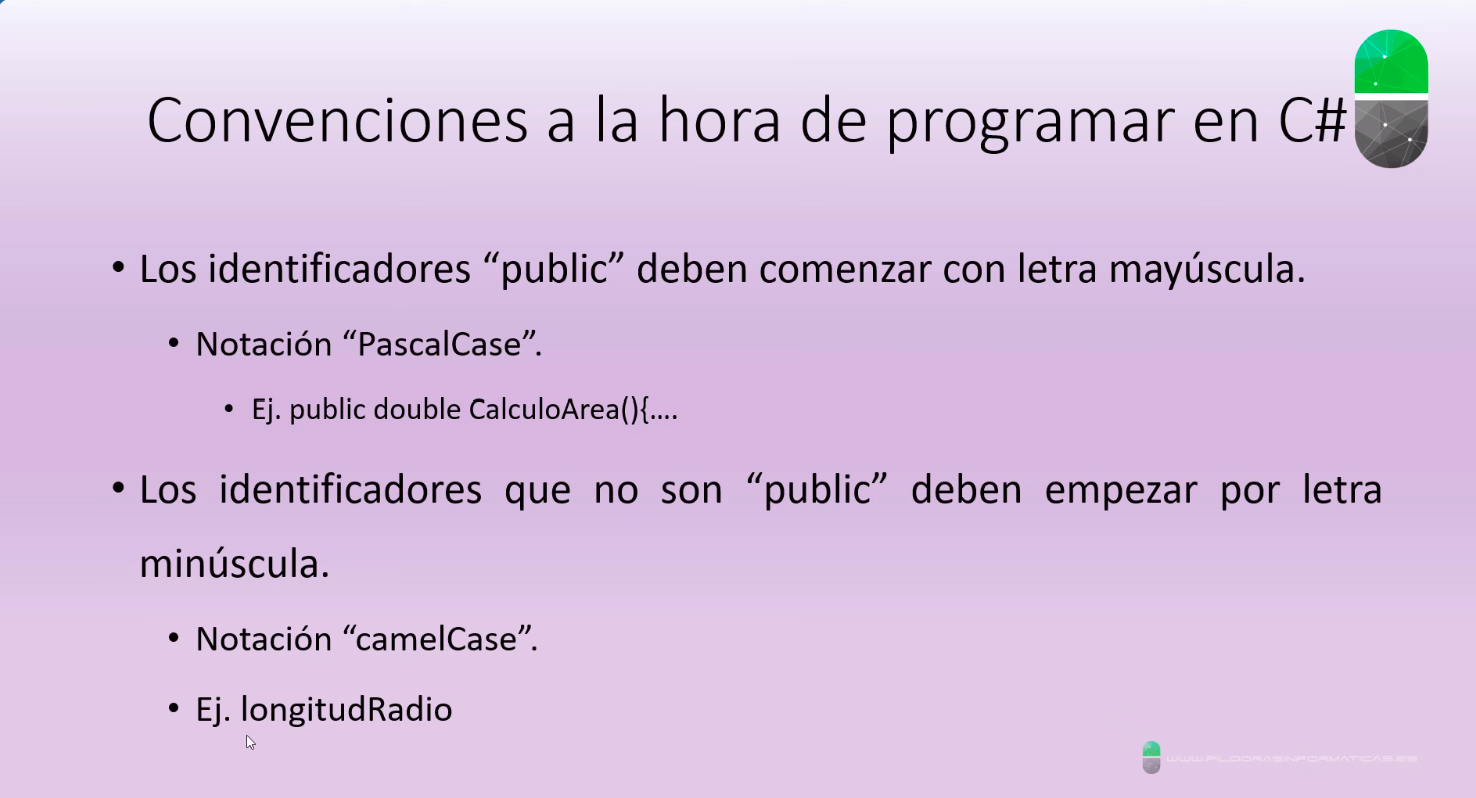 Convenciones a la hora de programar en C#
• Los identificadores “public” deben comenzar con letra mayúscula.
• Notación “PascalCase”.
• Ej. public double CalculoArea(){....
• Los identificadores que no son “public” deben empezar por letra
minúscula.
• Notación “camelCase”.
• Ej. longitudRadio
WWW.PILDORASINFORMATICAS.ES